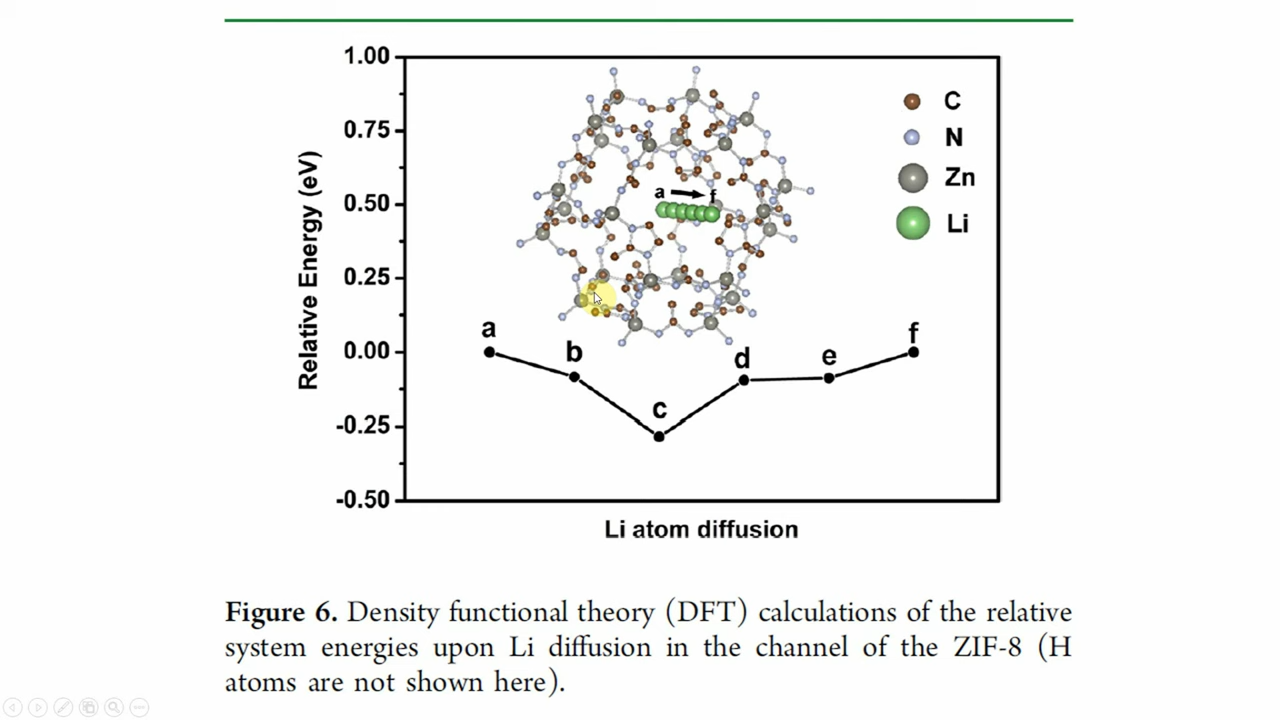 1.00
0.75
0.50
0.25
0.00
-0.25
-0.50
Relative Energy (eV)
C
N
Zn
Li
a f
a
b
c
d
e
f
Li atom diffusion
Figure 6. Density functional theory (DFT) calculations of the relative
system energies upon Li diffusion in the channel of the ZIF-8 (H
atoms are not shown here).